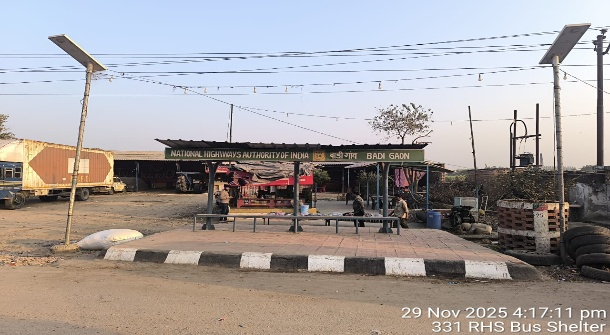 NATIONAL HIGHWAYS AUTHORITY OF INDIA बाडी गांव BADI GAON
29 Nov 2025 4:17:11 pm
331 RHS Bus Shelter